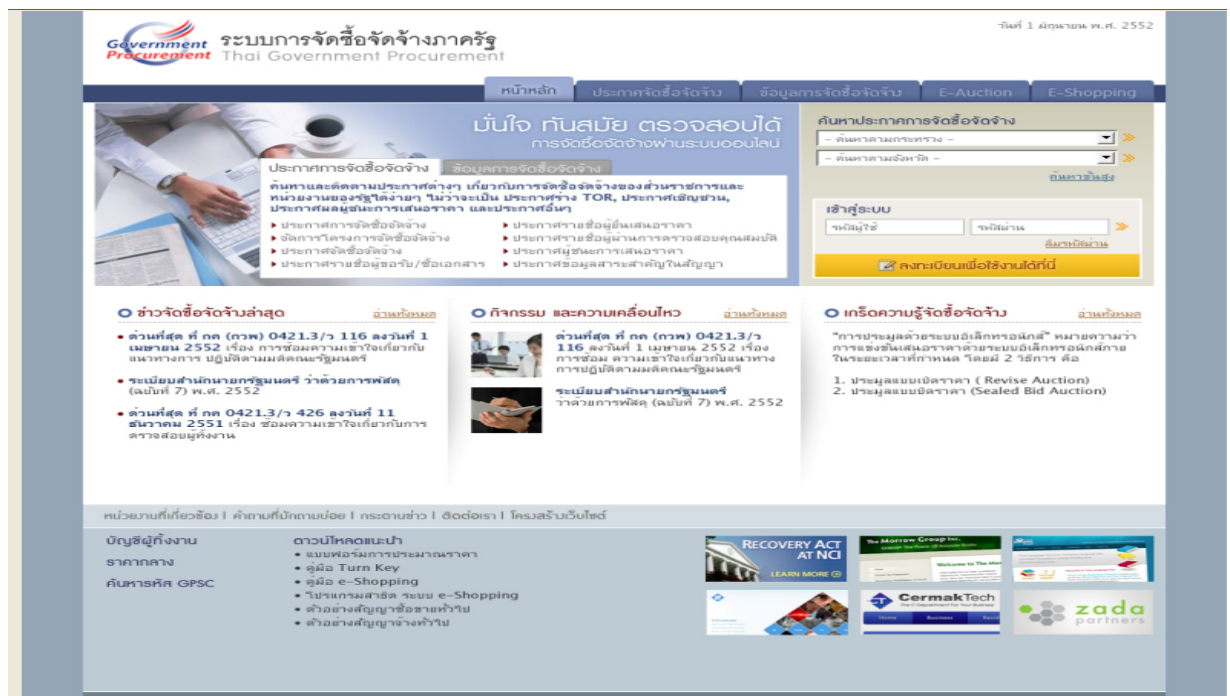 วันที่ 1 มิถุนายน พ.ศ. 2552
Government
Procurement
ระบบการจัดซื้อจัดจ้างภาครัฐ
Thai Government Procurement
หน้าหลัก
ประกาศจัดซื้อจัดจ้าง
ข้อมูลการจัดซื้อจัดจ้าง
E-Auction
E-Shopping
มั่นใจ ทันสมัย ตรวจสอบได้
การจัดซื้อจัดจ้างผ่านระบบออนไลน์
ประกาศการจัดซื้อจัดจ้าง
ข้อมูลการจัดซื้อจัดจ้าง
ค้นหาและติดตามประกาศต่างๆ เกี่ยวกับการจัดซื้อจัดจ้างของส่วนราชการและ
หน่วยงานของรัฐได้ง่ายๆ ไม่ว่าจะเป็น ประกาศร่าง TOR, ประกาศเชิญชวน,
ประกาศผลผู้ชนะการเสนอราคา และประกาศอื่นๆ
ประกาศการจัดซื้อจัดจ้าง
จัดการโครงการจัดซื้อจัดจ้าง
ประกาศจัดซื้อจัดจ้าง
ประกาศรายชื่อผู้ขอรับ/ซื้อเอกสาร
ประกาศรายชื่อผู้ยื่นเสนอราคา
ประกาศรายชื่อผู้ผ่านการตรวจสอบคุณสมบัติ
ประกาศผู้ชนะการเสนอราคา
ประกาศข้อมูลสาระสำคัญในสัญญา
ค้นหาประกาศการจัดซื้อจัดจ้าง
- ค้นหาตามกระทรวง -
- ค้นหาตามจังหวัด -
ค้นหาขั้นสูง
เข้าสู่ระบบ
รหัสผู้ใช้
รหัสผ่าน
ลืมรหัสผ่าน
ลงทะเบียนเพื่อใช้งานได้ที่นี่
ข่าวจัดซื้อจัดจ้างล่าสุด
อ่านทั้งหมด
ด่วนที่สุด ที่ กค (กวพ) 0421.3/ว 116 ลงวันที่ 1
เมษายน 2552 เรื่อง การซ้อมความเข้าใจเกี่ยวกับ
แนวทางการ ปฏิบัติตามมติคณะรัฐมนตรี
ระเบียบสำนักนายกรัฐมนตรี ว่าด้วยการพัสดุ
(ฉบับที่ 7) พ.ศ. 2552
ด่วนที่สุด ที่ กค 0421.3/ว 426 ลงวันที่ 11
ธันวาคม 2551 เรื่อง ซ้อมความเข้าใจเกี่ยวกับการ
ตรวจสอบผู้ทิ้งงาน
กิจกรรม และความเคลื่อนไหว
อ่านทั้งหมด
ด่วนที่สุด ที่ กค (กวพ) 0421.3/ว
116 ลงวันที่ 1 เมษายน 2552 เรื่อง
การซ้อม ความเข้าใจเกี่ยวกับแนวทาง
การปฏิบัติตามมติคณะรัฐมนตรี
ระเบียบสำนักนายกรัฐมนตรี
ว่าด้วยการพัสดุ (ฉบับที่ 7) พ.ศ. 2552
เกร็ดความรู้จัดซื้อจัดจ้าง
อ่านทั้งหมด
"การประมูลด้วยระบบอิเล็กทรอนิกส์" หมายความว่า
การแข่งขันเสนอราคาด้วยระบบอิเล็กทรอนิกส์ภาย
ในระยะเวลาที่กำหนด โดยมี 2 วิธีการ คือ
1. ประมูลแบบเปิดราคา ( Revise Auction)
2. ประมูลแบบปิดราคา (Sealed Bid Auction)
หน่วยงานที่เกี่ยวข้อง | คำถามที่มักถามบ่อย | กระดานข่าว | ติดต่อเรา | โครงสร้างเว็บไซต์
บัญชีผู้ทิ้งงาน
ราคากลาง
ค้นหารหัส GPSC
ดาวน์โหลดแนะนำ
แบบฟอร์มการประมาณราคา
คู่มือ Turn Key
คู่มือ e-Shopping
โปรแกรมสาธิต ระบบ e-Shopping
ตัวอย่างสัญญาซื้อขายทั่วไป
ตัวอย่างสัญญาจ้างทั่วไป
RECOVERY ACT
AT NCI
LEARN MORE
The Morrow Group Inc.
Welcome to The Mor
CermakTech
Home
Business
zada
partners